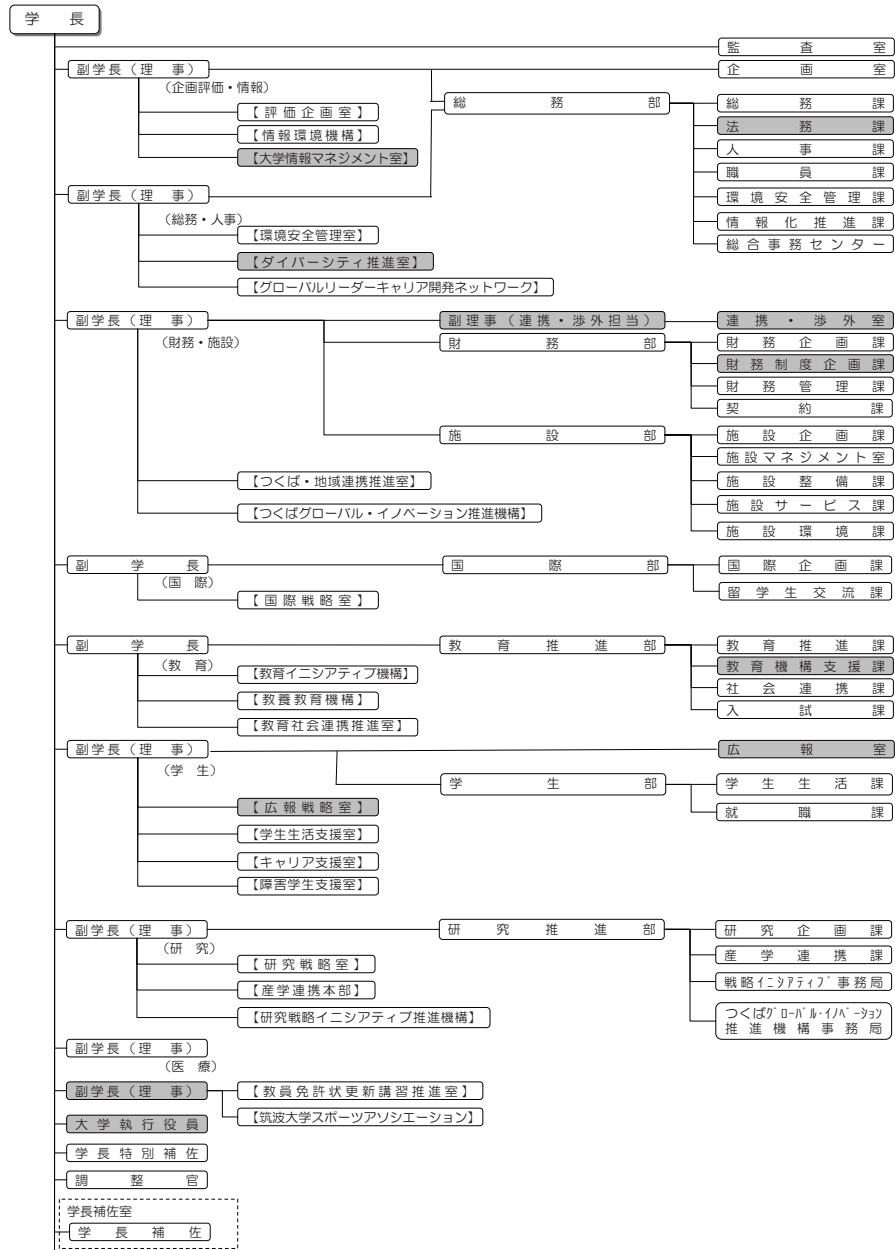 学長
監査室
副学長(理事)
企画室
(企画評価・情報)
総務部
総務課
【評価企画室】
法務課
【情報環境機構】
人事課
【大学情報マネジメント室】
職員課
副学長(理事)
環境安全管理課
(総務・人事)
情報化推進課
【環境安全管理室】
総合事務センター
【ダイバーシティ推進室】
【グローバルリーダーキャリア開発ネットワーク】
副学長(理事)
副理事(連携・渉外担当)
連携・渉外室
(財務・施設)
財務部
財務企画課
財務制度企画課
財務管理課
契約課
施設部
施設企画課
施設マネジメント室
【つくば・地域連携推進室】
施設整備課
施設サービス課
【つくばグローバル・イノベーション推進機構】
施設環境課
副学長
国際部
国際企画課
(国際)
留学生交流課
【国際戦略室】
副学長
教育推進部
教育推進課
(教育)
教育機構支援課
【教育イニシアティブ機構】
社会連携課
【教養教育機構】
入試課
【教育社会連携推進室】
副学長(理事)
広報室
(学生)
学生部
学生生活課
【広報戦略室】
就職課
【学生生活支援室】
【キャリア支援室】
【障害学生支援室】
副学長(理事)
研究推進部
研究企画課
(研究)
産学連携課
【研究戦略室】
戦略ｲﾆｼｱﾃｨﾌﾞ事務局
【産学連携本部】
【研究戦略イニシアティブ推進機構】
つくばｸﾞﾛｰﾊﾞﾙ・ｲﾉﾍﾞｰｼｮﾝ
推進機構事務局
副学長(理事)
(医療)
副学長(理事)
【教員免許状更新講習推進室】
大学執行役員
【筑波大学スポーツアソシエーション】
学長特別補佐
調整官
学長補佐室
学長補佐